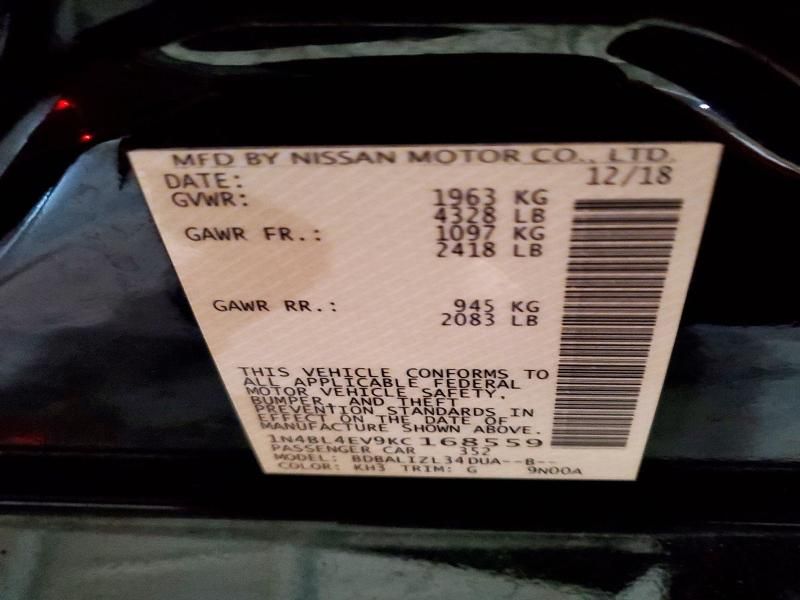 MFD BY NISSAN MOTOR CO., LTD.
DATE: 12/18
GVWR: 1963 KG
4328 LB
GAWR FR.: 1097 KG
2418 LB
GAWR RR.: 945 KG
2083 LB
THIS VEHICLE CONFORMS TO
ALL APPLICABLE FEDERAL
MOTOR VEHICLE SAFETY,
BUMPER, AND THEFT
PREVENTION STANDARDS IN
EFFECT ON THE DATE OF
MANUFACTURE SHOWN ABOVE.
1N4BL4EV9KC168559
PASSENGER CAR 352
MODEL: BDBALIZL34DUA--B--
COLOR: KH3 TRIM: G 9N00A